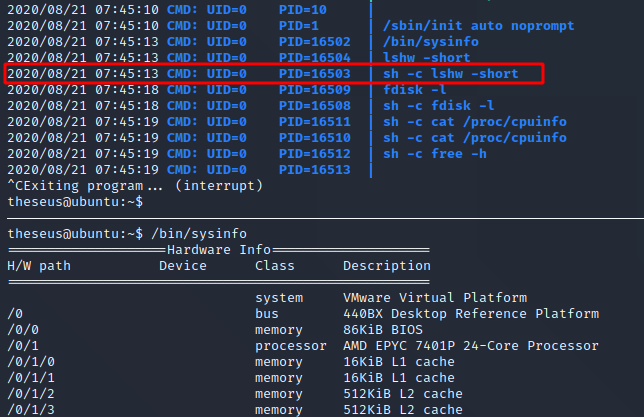 2020/08/21 07:45:10 CMD: UID=0 PID=10 |
2020/08/21 07:45:10 CMD: UID=0 PID=1 | /sbin/init auto noprompt
2020/08/21 07:45:13 CMD: UID=0 PID=16502 | /bin/sysinfo
2020/08/21 07:45:13 CMD: UID=0 PID=16504 | lshw -short
2020/08/21 07:45:13 CMD: UID=0 PID=16503 | sh -c lshw -short
2020/08/21 07:45:18 CMD: UID=0 PID=16509 | fdisk -l
2020/08/21 07:45:18 CMD: UID=0 PID=16508 | sh -c fdisk -l
2020/08/21 07:45:19 CMD: UID=0 PID=16511 | sh -c cat /proc/cpuinfo
2020/08/21 07:45:19 CMD: UID=0 PID=16510 | sh -c cat /proc/cpuinfo
2020/08/21 07:45:19 CMD: UID=0 PID=16512 | sh -c free -h
2020/08/21 07:45:19 CMD: UID=0 PID=16513 |
^CExiting program... (interrupt)
theseus@ubuntu:~$
theseus@ubuntu:~$ /bin/sysinfo
====================Hardware Info====================
H/W path Device Class Description
=====================================================
system VMware Virtual Platform
/0 bus 440BX Desktop Reference Platform
/0/0 memory 86KiB BIOS
/0/1 processor AMD EPYC 7401P 24-Core Processor
/0/1/0 memory 16KiB L1 cache
/0/1/1 memory 16KiB L1 cache
/0/1/2 memory 512KiB L2 cache
/0/1/3 memory 512KiB L2 cache